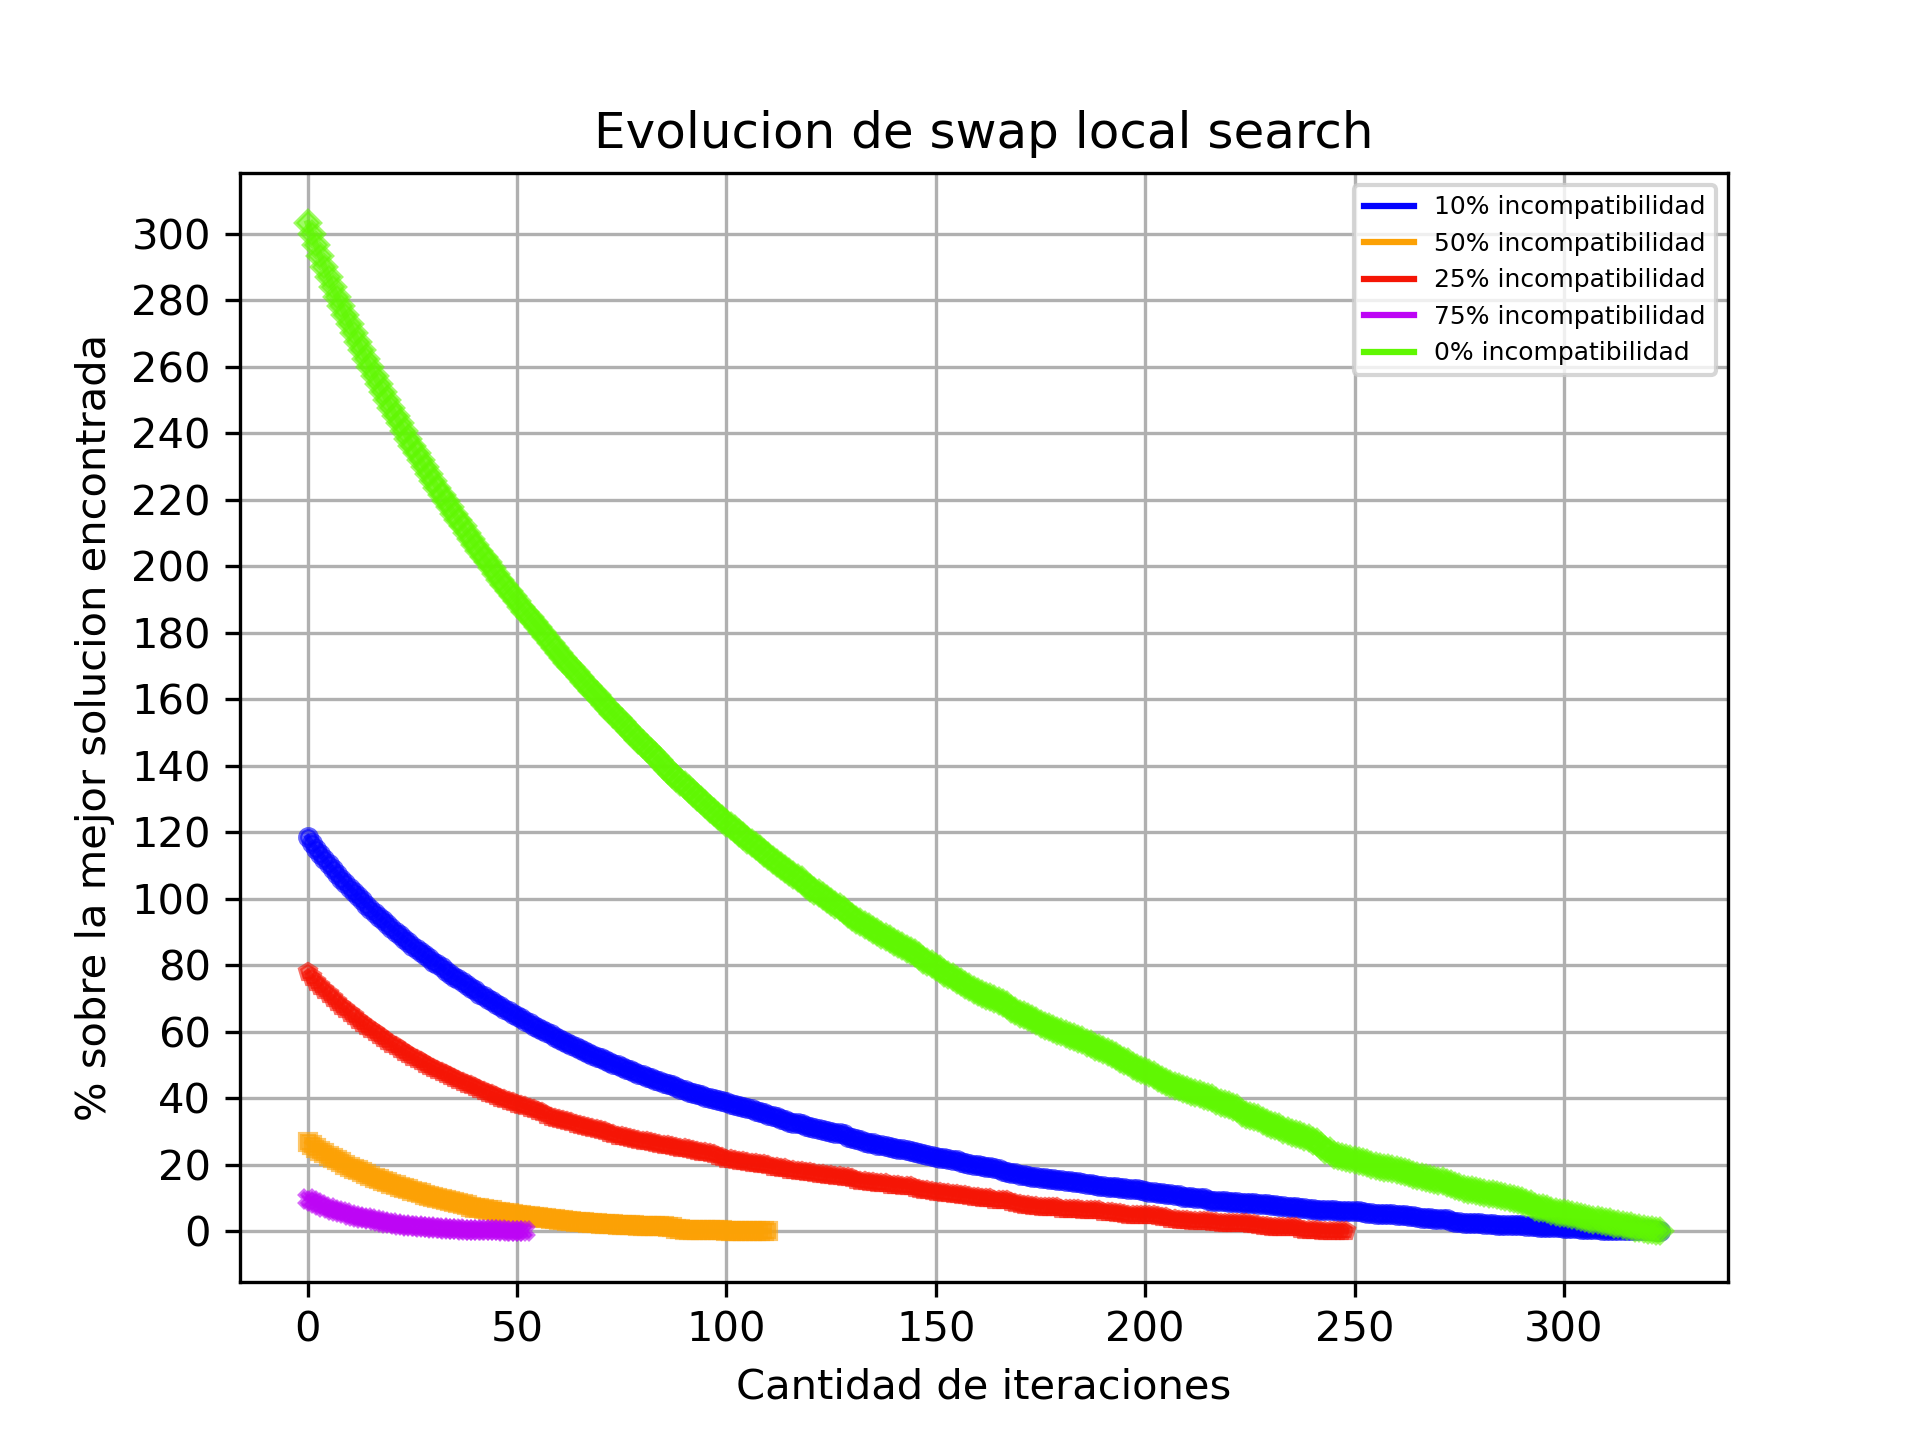 Evolucion de swap local search
10% incompatibilidad
50% incompatibilidad
25% incompatibilidad
75% incompatibilidad
0% incompatibilidad
% sobre la mejor solucion encontrada
300
280
260
240
220
200
180
160
140
120
100
80
60
40
20
0
0 50 100 150 200 250 300
Cantidad de iteraciones